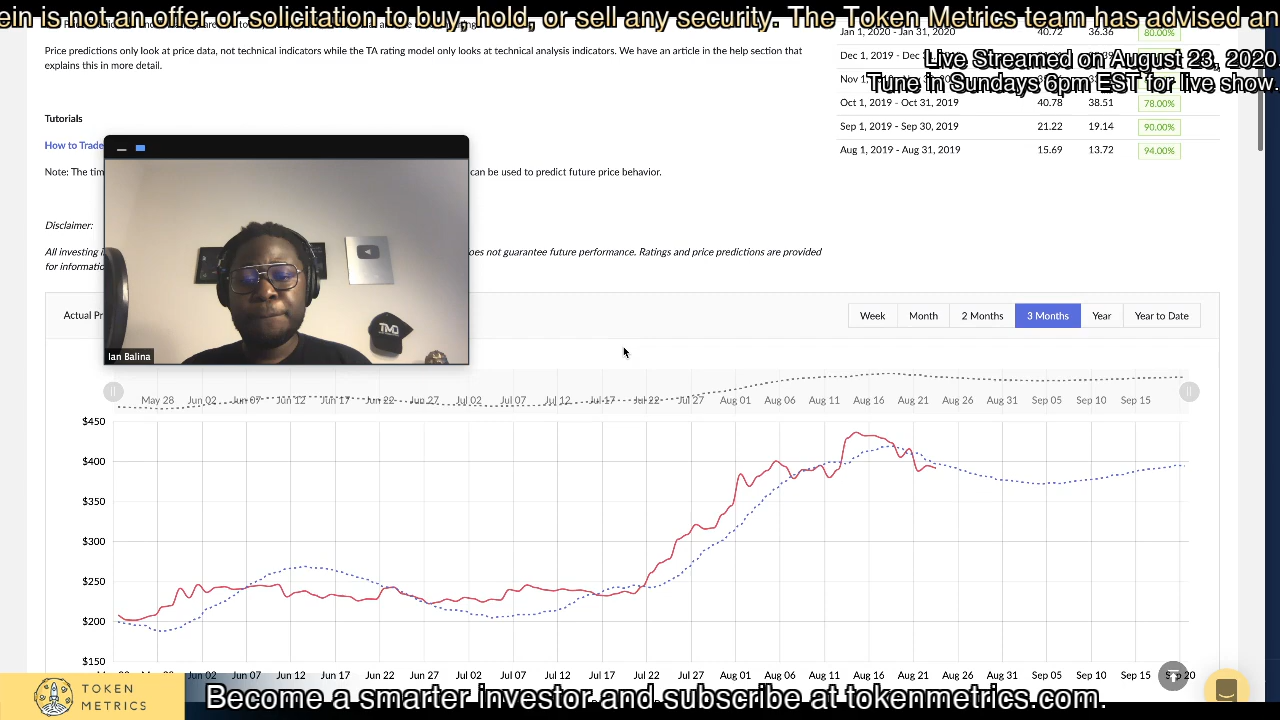 ein is not an offer or solicitation to buy, hold, or sell any security. The Token Metrics team has advised an
Price predictions only look at price data, not technical indicators while the TA rating model only looks at technical analysis indicators. We have an article in the help section that
explains this in more detail.
Jan 1, 2020 - Jan 31, 2020 40.72 36.36 80.00%
Dec 1, 2019 - Dec
Live Streamed on August 23, 2020.
Nov 1,
Tune in Sundays 6pm EST for live show.
Oct 1, 2019 - Oct 31, 2019 40.78 38.51 78.00%
Sep 1, 2019 - Sep 30, 2019 21.22 19.14 90.00%
Aug 1, 2019 - Aug 31, 2019 15.69 13.72 94.00%
Tutorials
How to Trade
Note: The tim can be used to predict future price behavior.
Disclaimer:
All investing i oes not guarantee future performance. Ratings and price predictions are provided
for informatio
TMD
Ian Balina
Actual Pr
Week Month 2 Months 3 Months Year Year to Date
May 28 Jun 02 Jun 07 Jun 12 Jun 17 Jun 22 Jun 27 Jul 02 Jul 07 Jul 12 Jul 17 Jul 22 Jul 27 Aug 01 Aug 06 Aug 11 Aug 16 Aug 21 Aug 26 Aug 31 Sep 05 Sep 10 Sep 15
$450
$400
$350
$300
$250
$200
$150
Jun 02 Jun 07 Jun 12 Jun 17 Jun 22 Jun 27 Jul 02 Jul 07 Jul 12 Jul 17 Jul 22 Jul 27 Aug 01 Aug 06 Aug 11 Aug 16 Aug 21 Aug 26 Aug 31 Sep 05 Sep 10 Sep 15 Sep 20
TOKEN
METRICS
Become a smarter investor and subscribe at tokenmetrics.com.